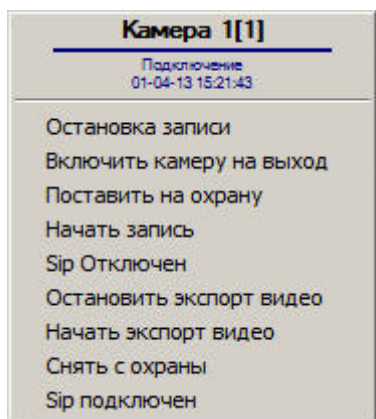 Камера 1[1]
Подключение
01-04-13 15:21:43
Остановка записи
Включить камеру на выход
Поставить на охрану
Начать запись
Sip Отключен
Остановить экспорт видео
Начать экспорт видео
Снять с охраны
Sip подключен